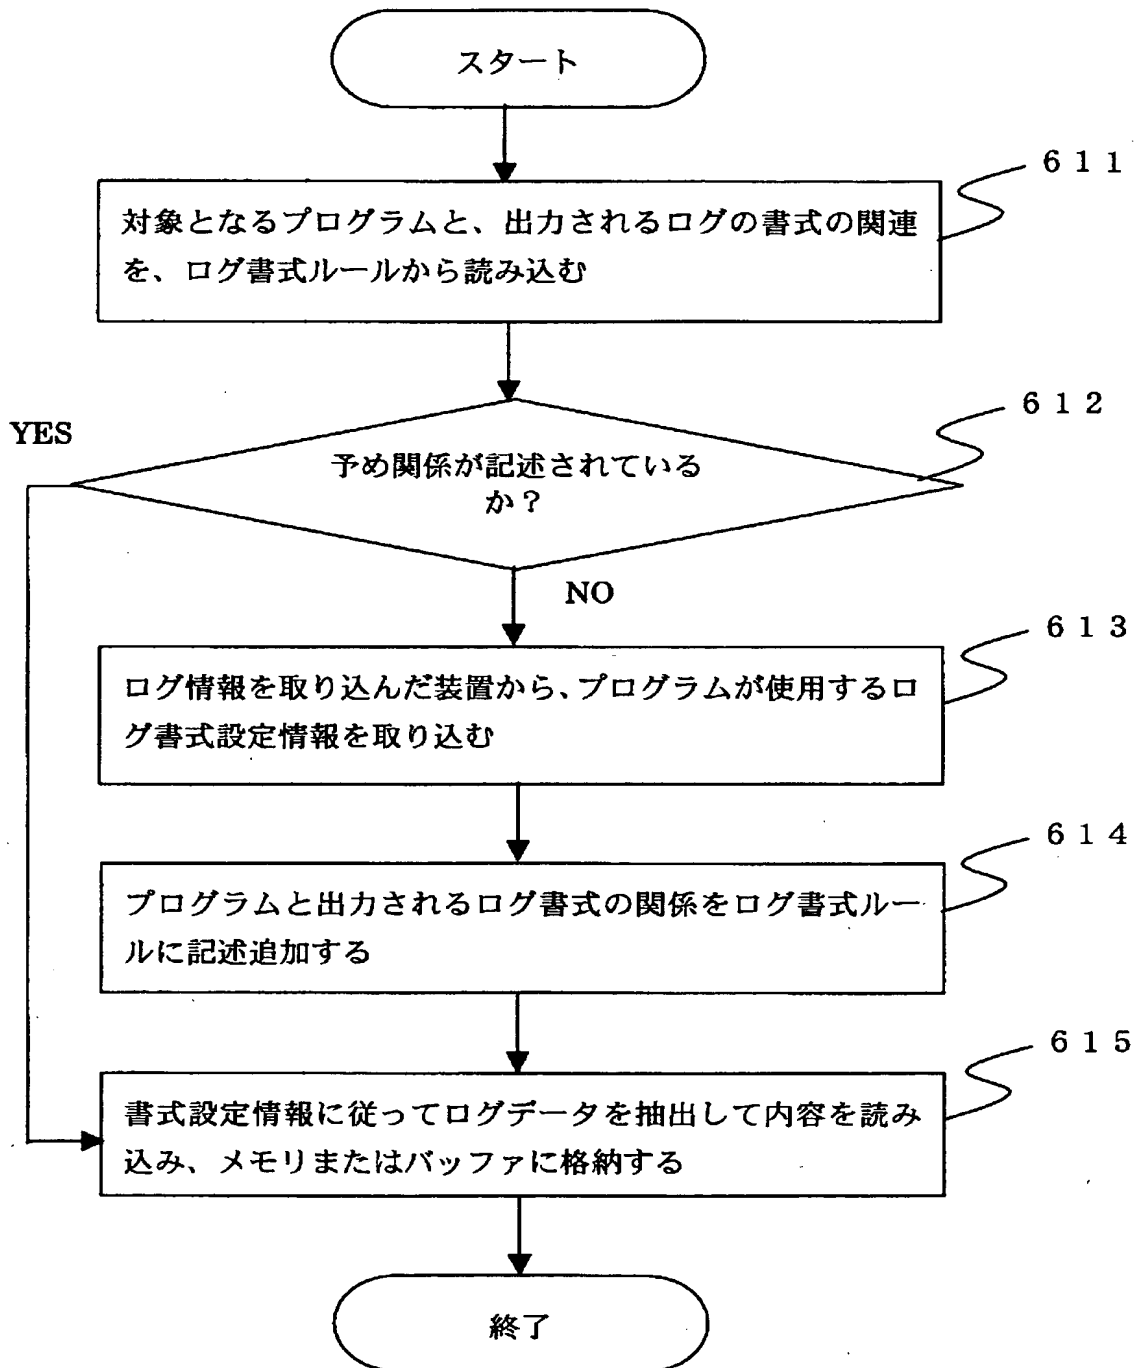 スタート
611
対象となるプログラムと、出力されるログの書式の関連
を、ログ書式ルールから読み込む
612
YES
予め関係が記述されている
か？
NO
613
ログ情報を取り込んだ装置から、プログラムが使用するロ
グ書式設定情報を取り込む
614
プログラムと出力されるログ書式の関係をログ書式ルー
ルに記述追加する
615
書式設定情報に従ってログデータを抽出して内容を読み
込み、メモリまたはバッファに格納する
終了